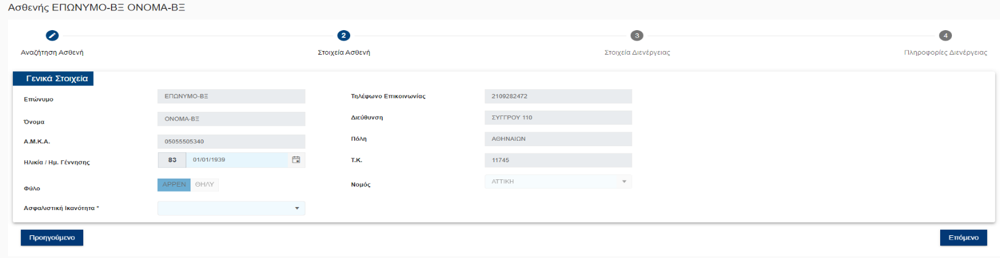 Ασθενής ΕΠΩΝΥΜΟ-ΒΞ ΟΝΟΜΑ-ΒΞ
2 3 4
Αναζήτηση Ασθενή Στοιχεία Ασθενή Στοιχεία Διενέργειας Πληροφορίες Διενέργειας
Γενικά Στοιχεία
Επώνυμο ΕΠΩΝΥΜΟ-ΒΞ Τηλέφωνο Επικοινωνίας 2109282472
Όνομα ΟΝΟΜΑ-ΒΞ Διεύθυνση ΣΥΓΓΡΟΥ 110
Α.Μ.Κ.Α. 05055505340 Πόλη ΑΘΗΝΑΙΩΝ
Ηλικία / Ημ. Γέννησης 83 01/01/1939 Τ.Κ. 11745
Φύλο ΑΡΡΕΝ ΘΗΛΥ Νομός ΑΤΤΙΚΗ
Ασφαλιστική Ικανότητα *
Προηγούμενο Επόμενο